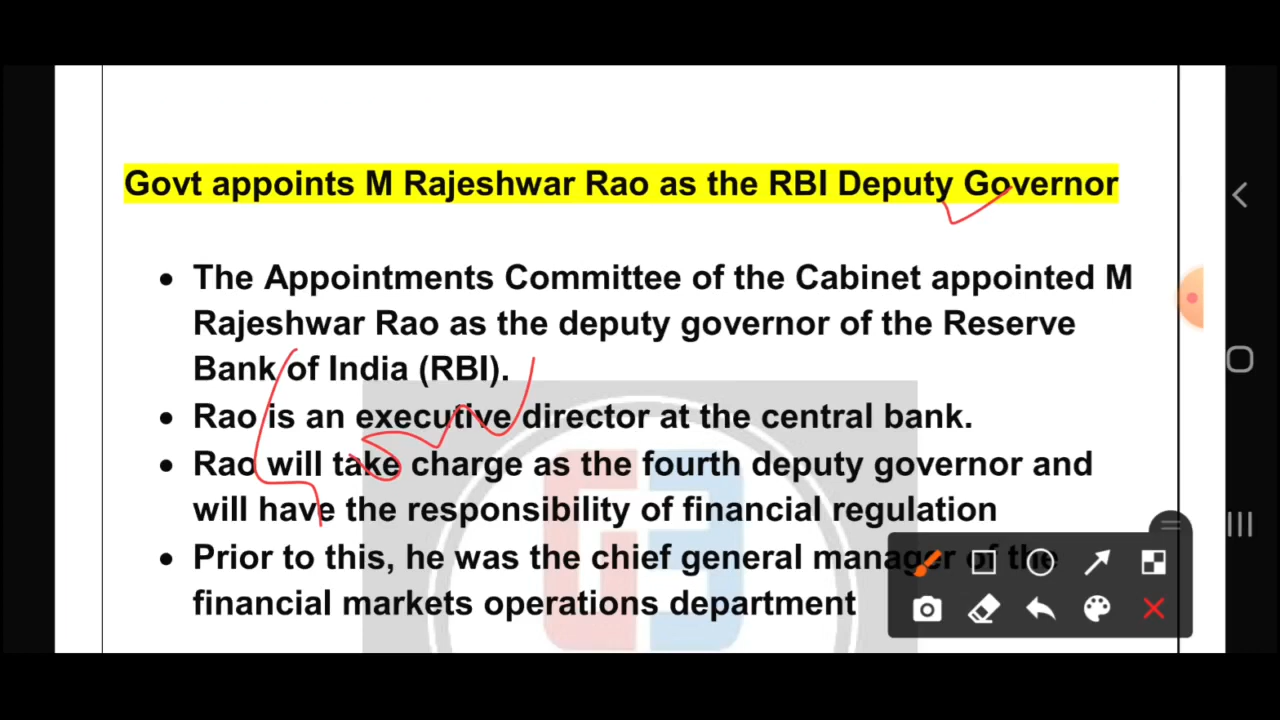 Govt appoints M Rajeshwar Rao as the RBI Deputy Governor
• The Appointments Committee of the Cabinet appointed M
Rajeshwar Rao as the deputy governor of the Reserve
Bank of India (RBI).
• Rao is an executive director at the central bank.
• Rao will take charge as the fourth deputy governor and
will have the responsibility of financial regulation
• Prior to this, he was the chief general manager of the
financial markets operations department